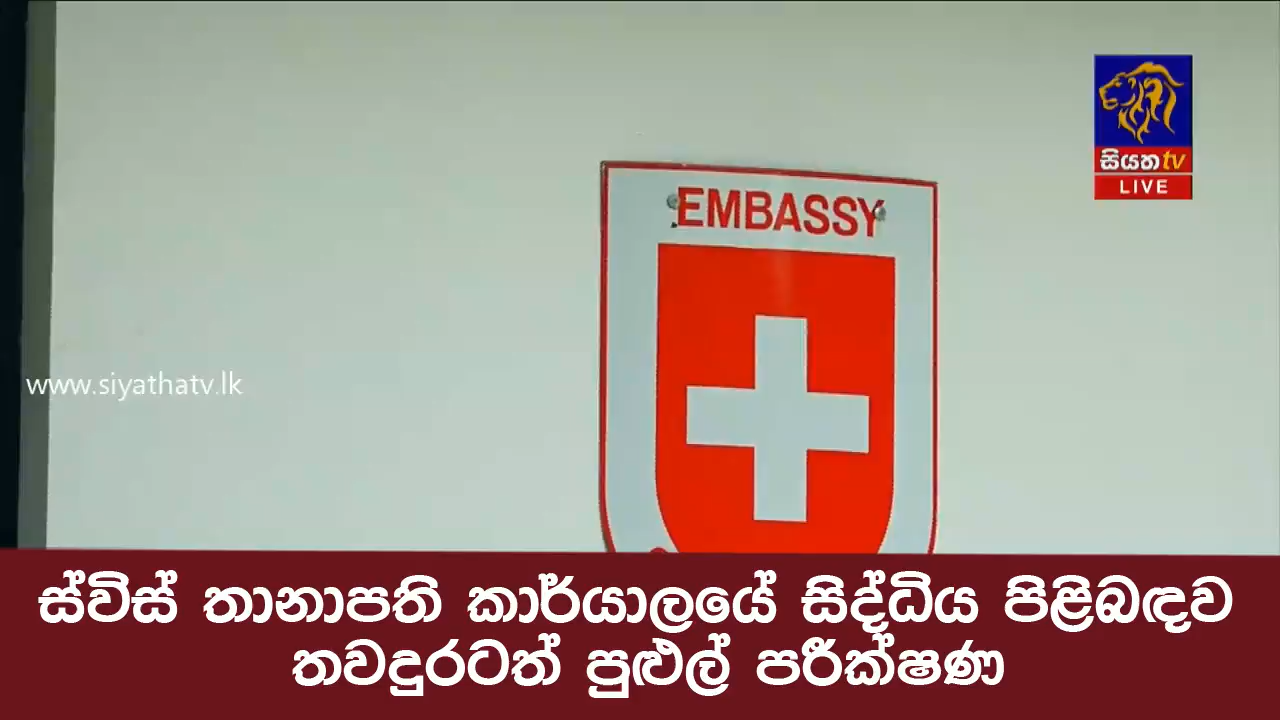 සියත tv
LIVE
EMBASSY
www.siyathatv.lk
ස්විස් තානාපති කාර්යාලයේ සිද්ධිය පිළිබඳව
තවදුරටත් පුළුල් පරීක්ෂණ